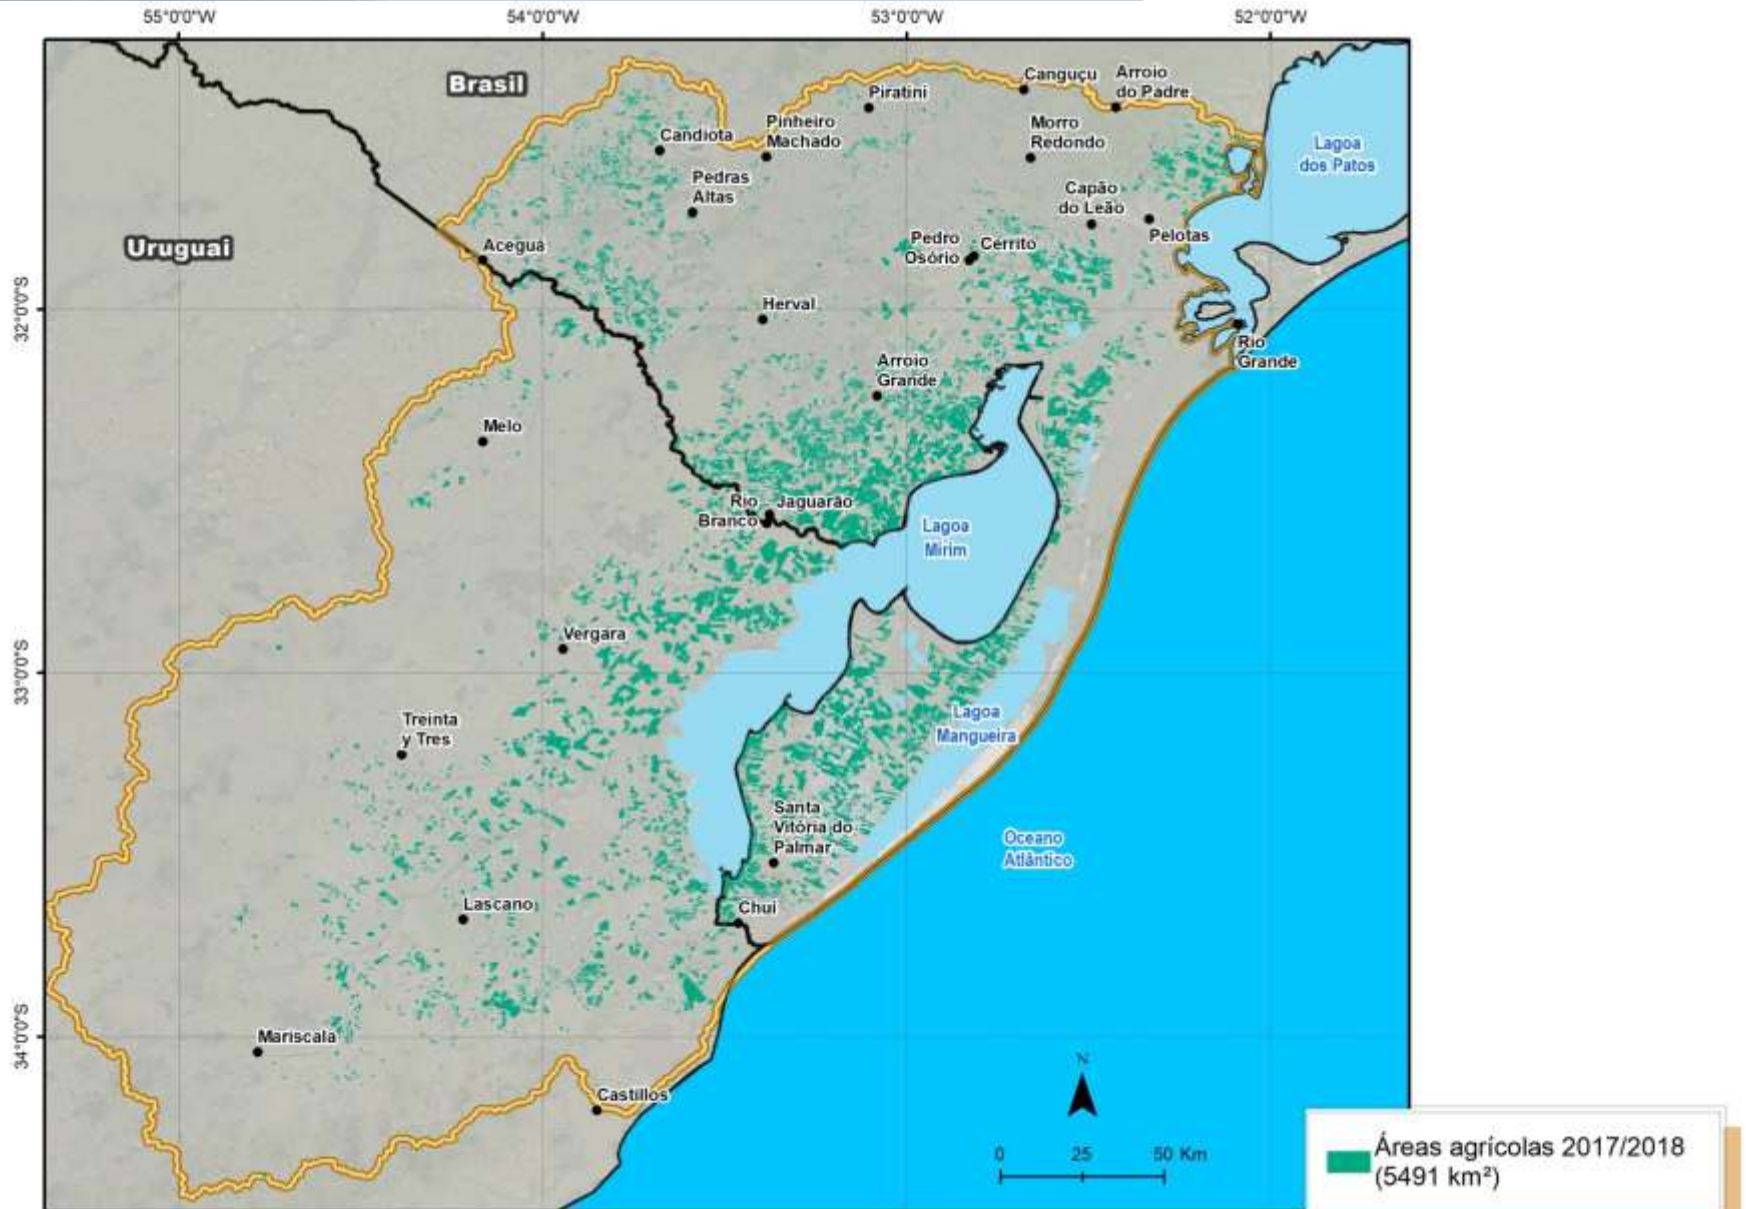 55°0'0"W
54°0'0"W
53°0'0"W
52°0'0"W
Brasil
Canguçu
Arroio
do Padre
Piratini
Pinheiro
Machado
Candiota
Morro
Redondo
Lagoa
dos Patos
Pedras
Altas
Capão
do Leão
Uruguai
Aceguá
Pedro
Osório
Cerrito
Pelotas
32°0'0"S
Herval
Rio
Grande
Arroio
Grande
Melo
Rio
Branco
Jaguarão
Lagoa
Mirim
Vergara
33°0'0"S
Treinta
y Tres
Lagoa
Mangueira
Santa
Vitória do
Palmar
Oceano
Atlântico
Lascano
Chui
34°0'0"S
Mariscala
Castillos
N
0 25 50 Km
Áreas agrícolas 2017/2018
(5491 km²)